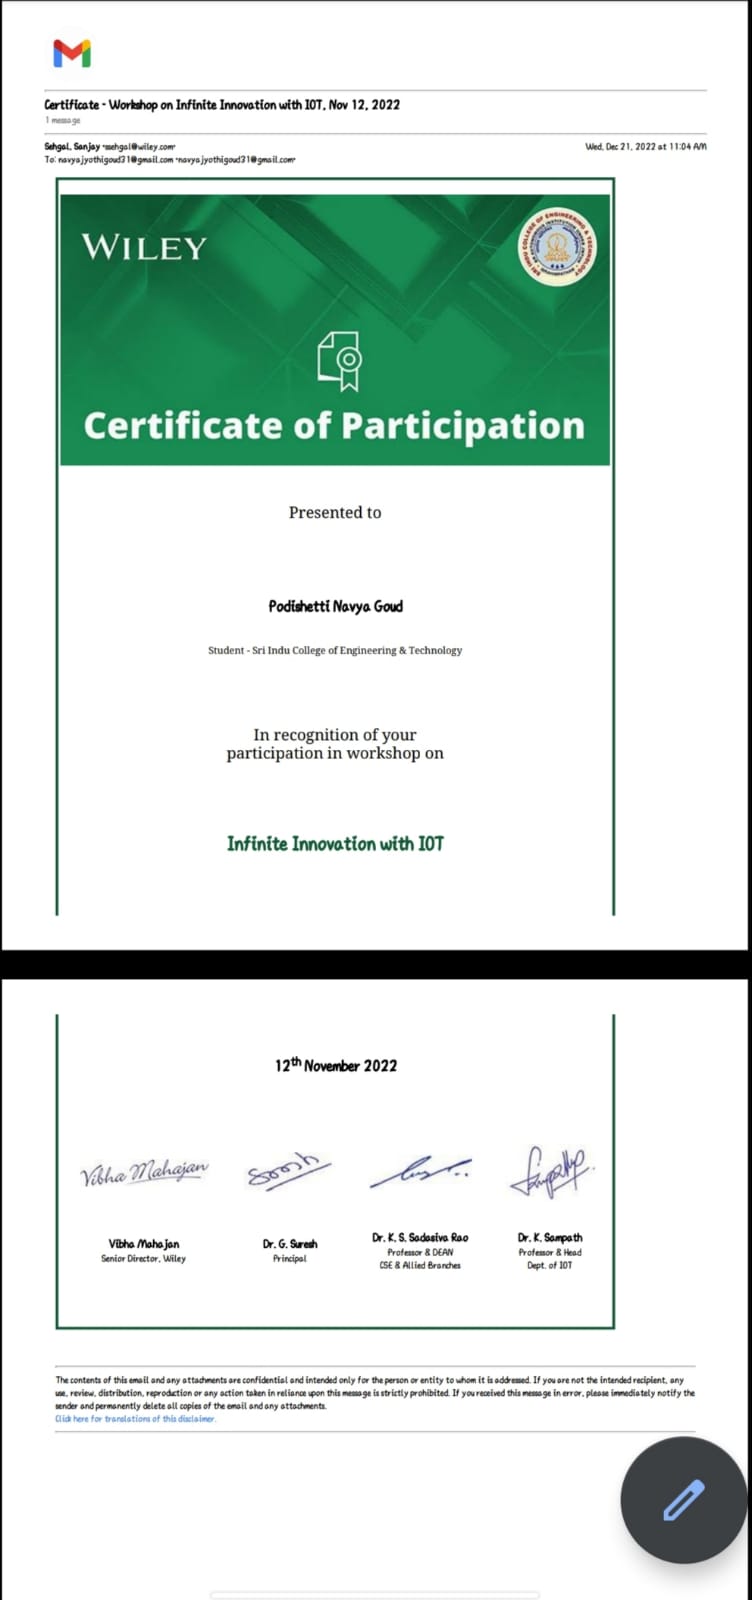 Certificate - Workshop on Infinite Innovation with IOT, Nov 12, 2022
1 message
Sehgal, Sanjay <ssehgal@wiley.com>
Wed, Dec 21, 2022 at 11:04 AM
To: navyajyothigoud31@gmail.com <navyajyothigoud31@gmail.com>
WILEY
SRI INDU COLLEGE OF ENGINEERING & TECHNOLOGY
Certificate of Participation
Presented to
Podishetti Navya Goud
Student - Sri Indu College of Engineering & Technology
In recognition of your
participation in workshop on
Infinite Innovation with IOT
12th November 2022
Vibha Mahajan
Vibha Mahajan
Senior Director, Wiley
Dr. G. Suresh
Principal
Dr. K. S. Sadasiva Rao
Professor & DEAN
CSE & Allied Branches
Dr. K. Sampath
Professor & Head
Dept. of IOT
The contents of this email and any attachments are confidential and intended only for the person or entity to whom it is addressed. If you are not the intended recipient, any
use, review, distribution, reproduction or any action taken in reliance upon this message is strictly prohibited. If you received this message in error, please immediately notify the
sender and permanently delete all copies of the email and any attachments.
Click here for translations of this disclaimer.